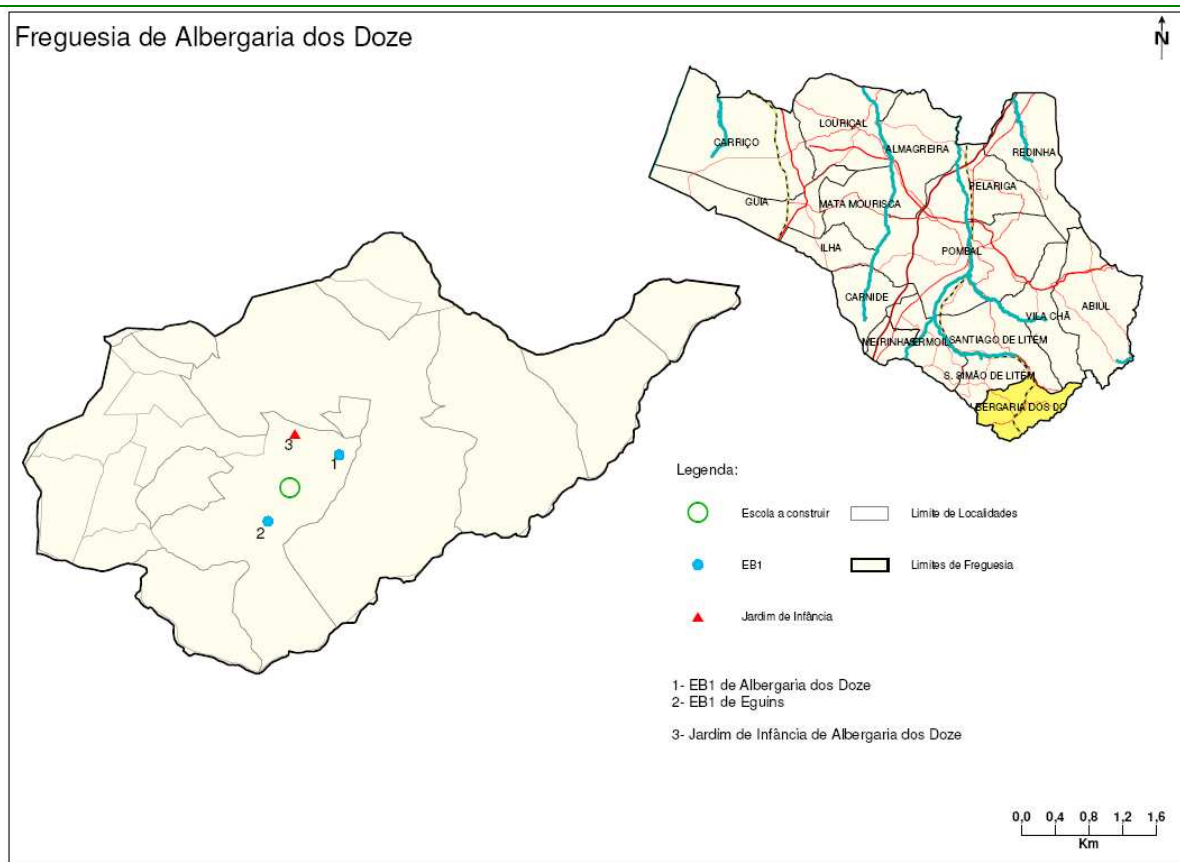 Freguesia de Albergaria dos Doze
N
CARRIÇO
LOURIÇAL
ALMAGREIRA
REDINHA
PELARIGA
GUIA
MATA MOURISCA
ILHA
POMBAL
CARNIDE
ABIUL
VILA CHÃ
MEIRINHAS
VERMOIL
SANTIAGO DE LITÉM
S. SIMÃO DE LITÉM
LBERGARIA DOS DO
3
1
2
Legenda:
Escola a construir
Limite de Localidades
EB1
Limites de Freguesia
Jardim de Infância
1- EB1 de Albergaria dos Doze
2- EB1 de Eguins
3- Jardim de Infância de Albergaria dos Doze
0,0 0,4 0,8 1,2 1,6
Km